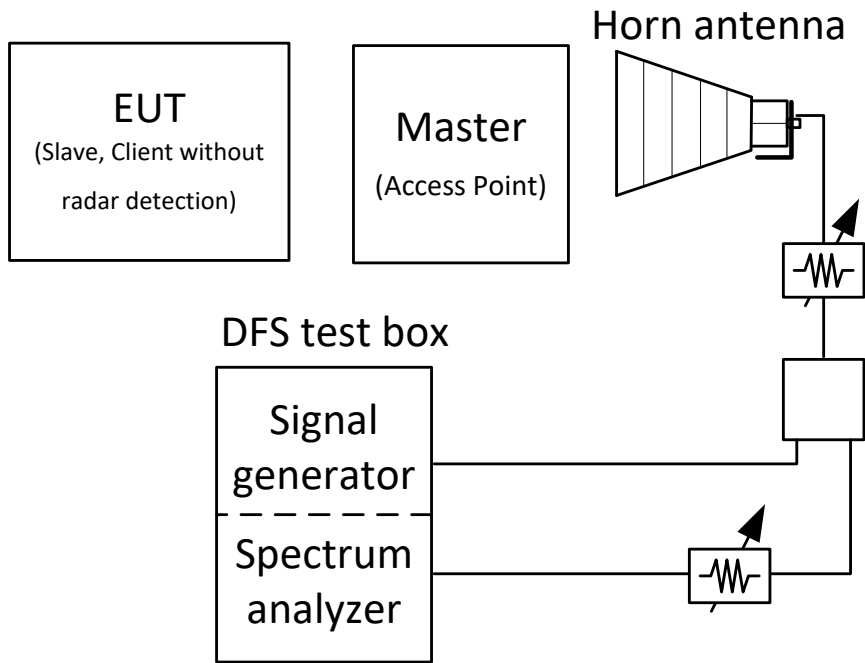 Horn antenna
EUT
(Slave, Client without
radar detection)
Master
(Access Point)
DFS test box
Signal
generator
Spectrum
analyzer